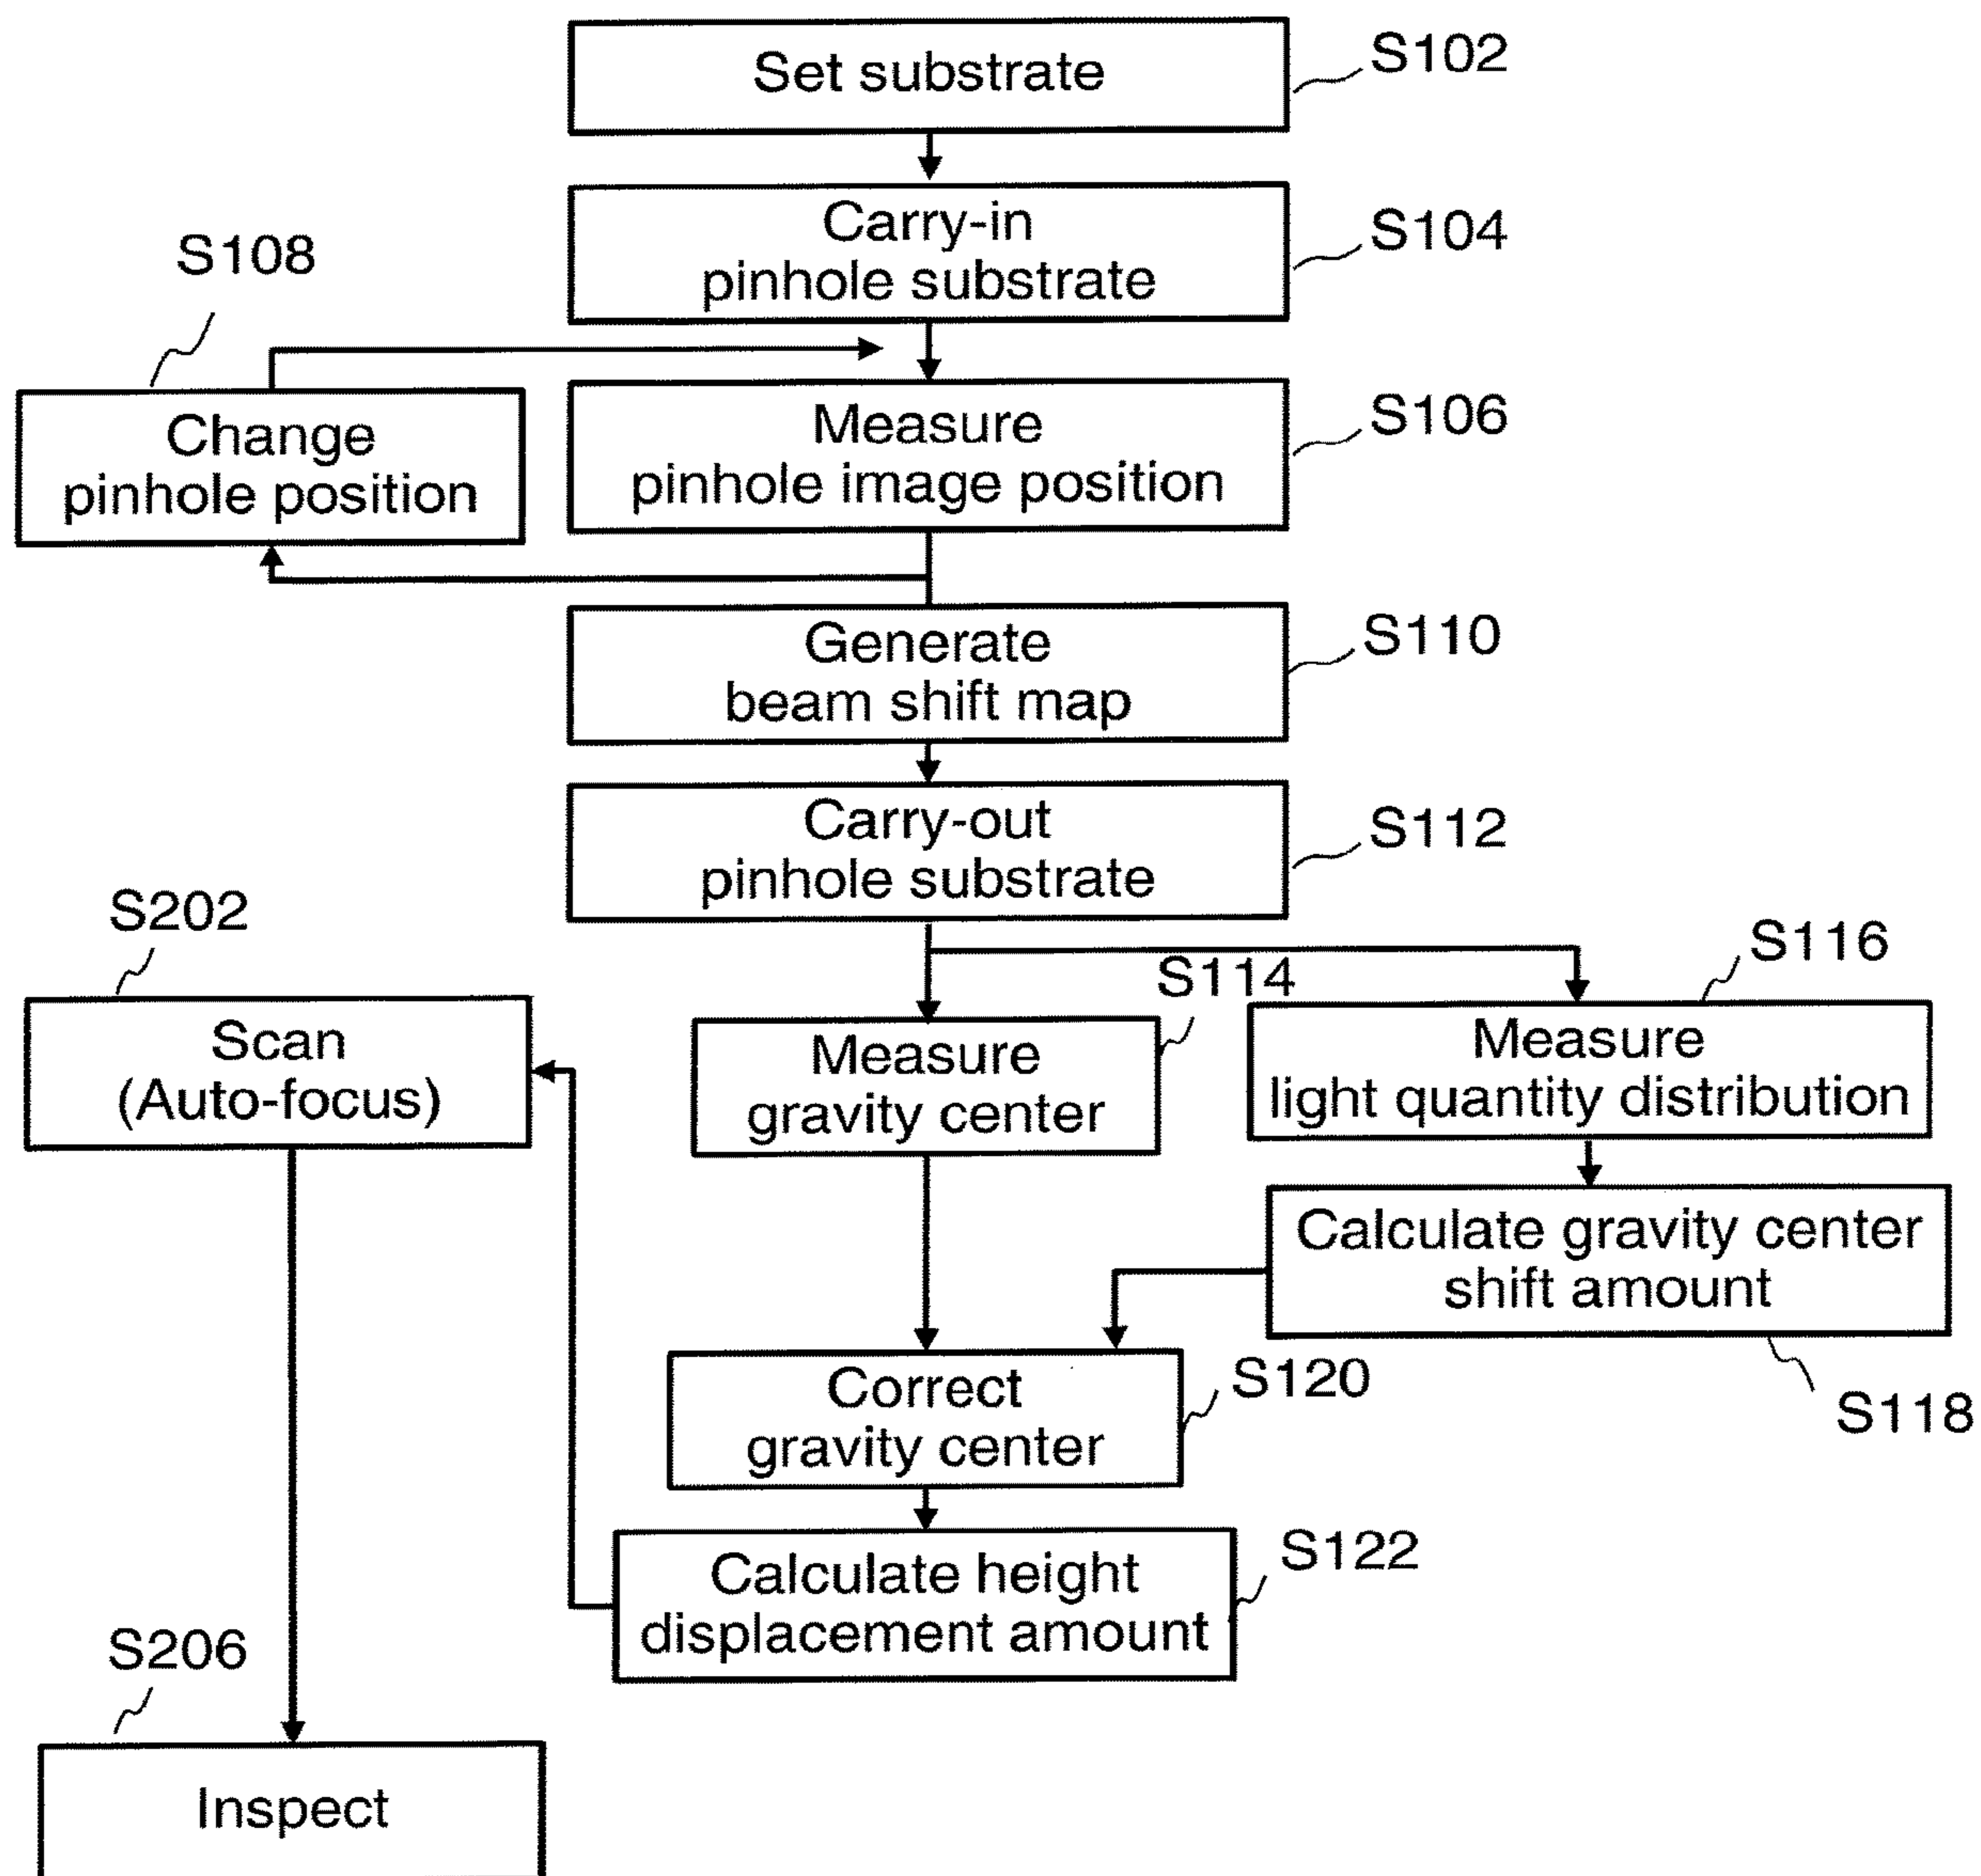 Set substrate
S102
Carry-in
pinhole substrate
S104
S108
Change
pinhole position
Measure
pinhole image position
S106
Generate
beam shift map
S110
Carry-out
pinhole substrate
S112
S202
Scan
(Auto-focus)
S114
Measure
gravity center
S116
Measure
light quantity distribution
Calculate gravity center
shift amount
S118
Correct
gravity center
S120
Calculate height
displacement amount
S122
S206
Inspect